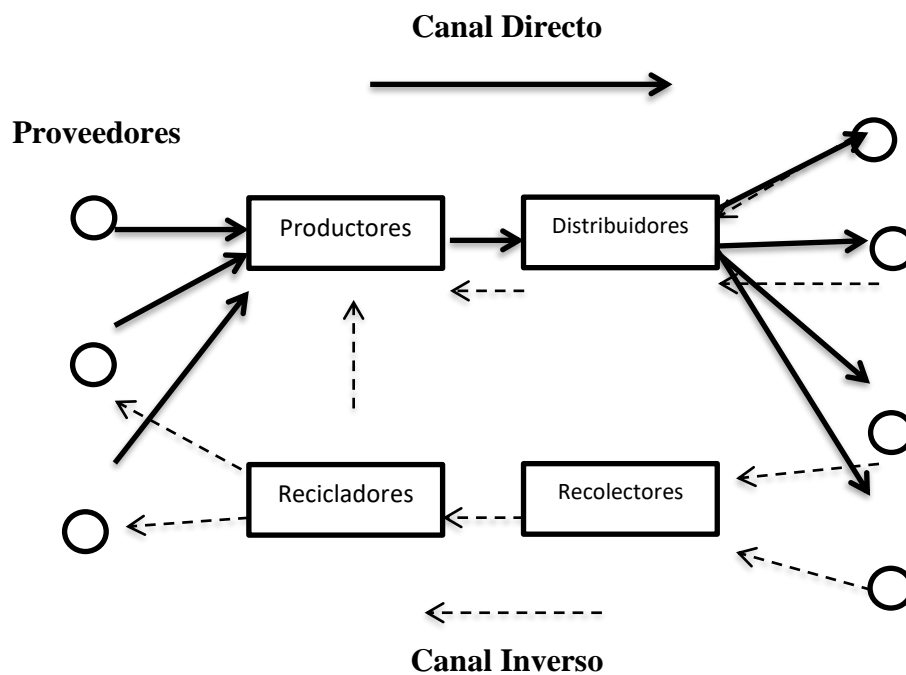 Canal Directo
Proveedores
Productores
Distribuidores
Recicladores
Recolectores
Canal Inverso